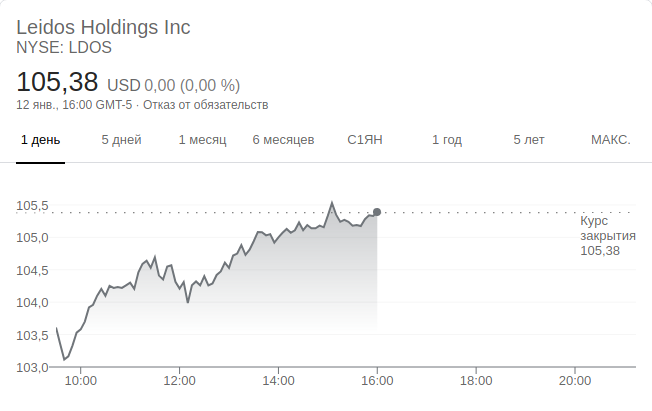 Leidos Holdings Inc
NYSE: LDOS
105,38 USD 0,00 (0,00 %)
12 янв., 16:00 GMT-5 · Отказ от обязательств
1 день 5 дней 1 месяц 6 месяцев С1ЯН 1 год 5 лет МАКС.
105,5
Курс
105,0 закрытия
105,38
104,5
104,0
103,5
103,0
10:00 12:00 14:00 16:00 18:00 20:00